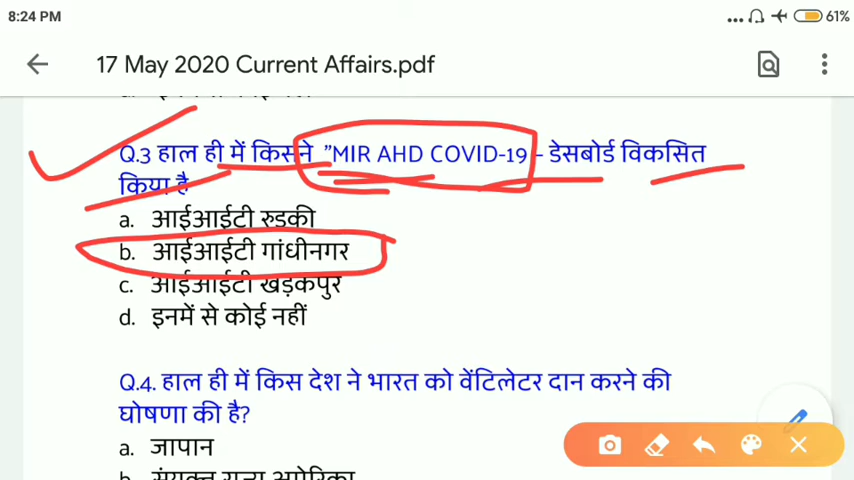 8:24 PM
61%
17 May 2020 Current Affairs.pdf
Q.3 हाल ही में किसने "MIR AHD COVID-19 – डेसबोर्ड विकसित
किया है
a. आईआईटी रुडकी
b. आईआईटी गांधीनगर
c. आईआईटी खड़कपुर
d. इनमें से कोई नहीं
Q.4. हाल ही में किस देश ने भारत को वेंटिलेटर दान करने की
घोषणा की है?
a. जापान
b. संयुक्त राज्य अमेरिका